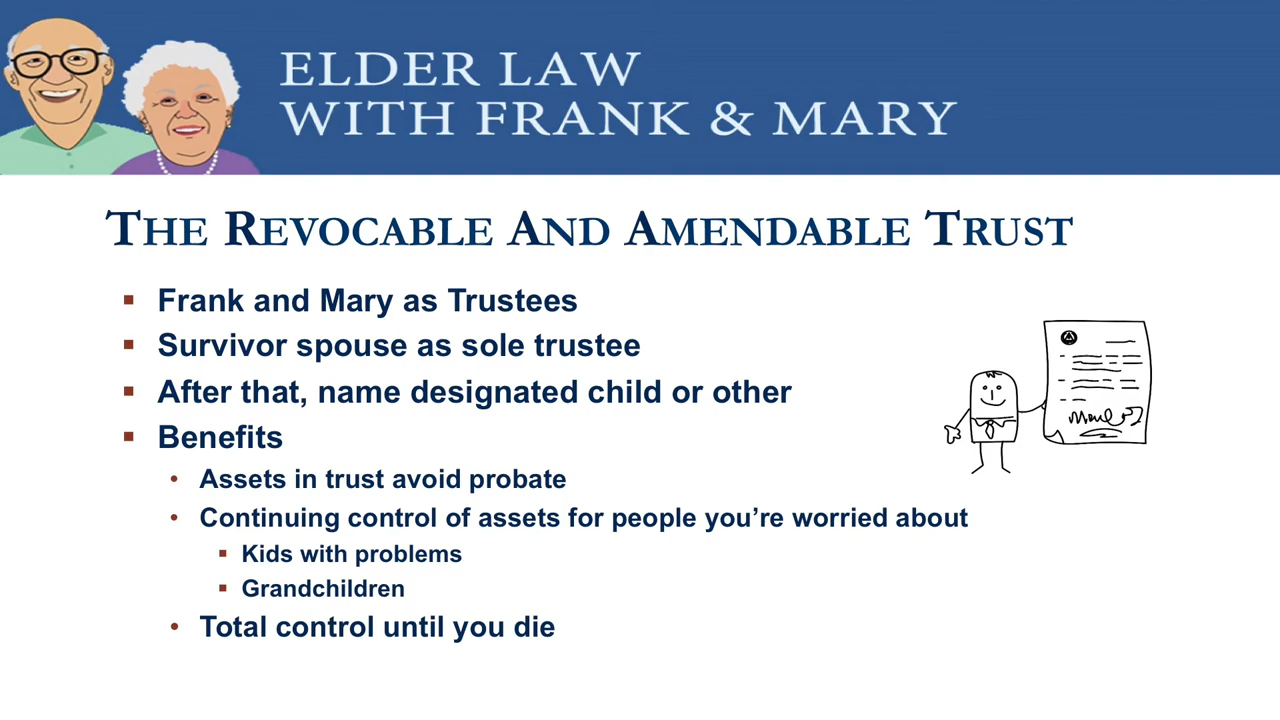 ELDER LAW
WITH FRANK & MARY
THE REVOCABLE AND AMENDABLE TRUST
▪ Frank and Mary as Trustees
▪ Survivor spouse as sole trustee
▪ After that, name designated child or other
▪ Benefits
• Assets in trust avoid probate
• Continuing control of assets for people you’re worried about
▪ Kids with problems
▪ Grandchildren
• Total control until you die